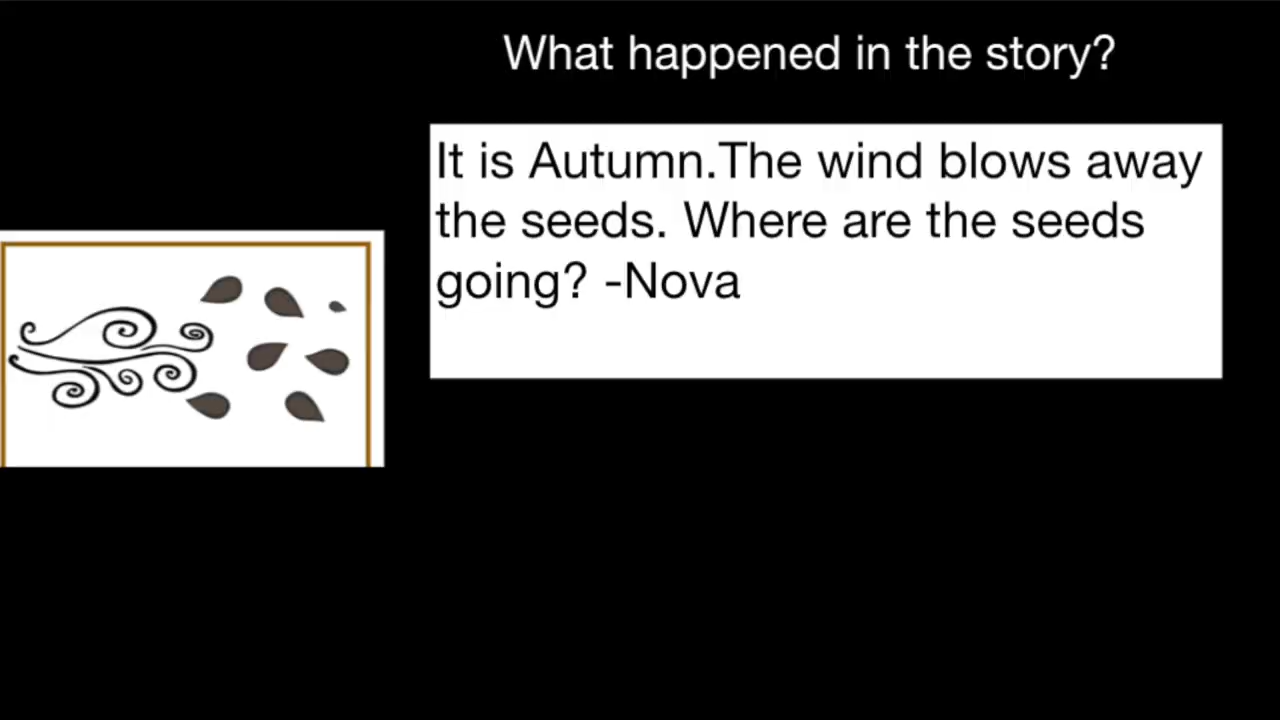 What happened in the story?
It is Autumn.The wind blows away
the seeds. Where are the seeds
going? -Nova